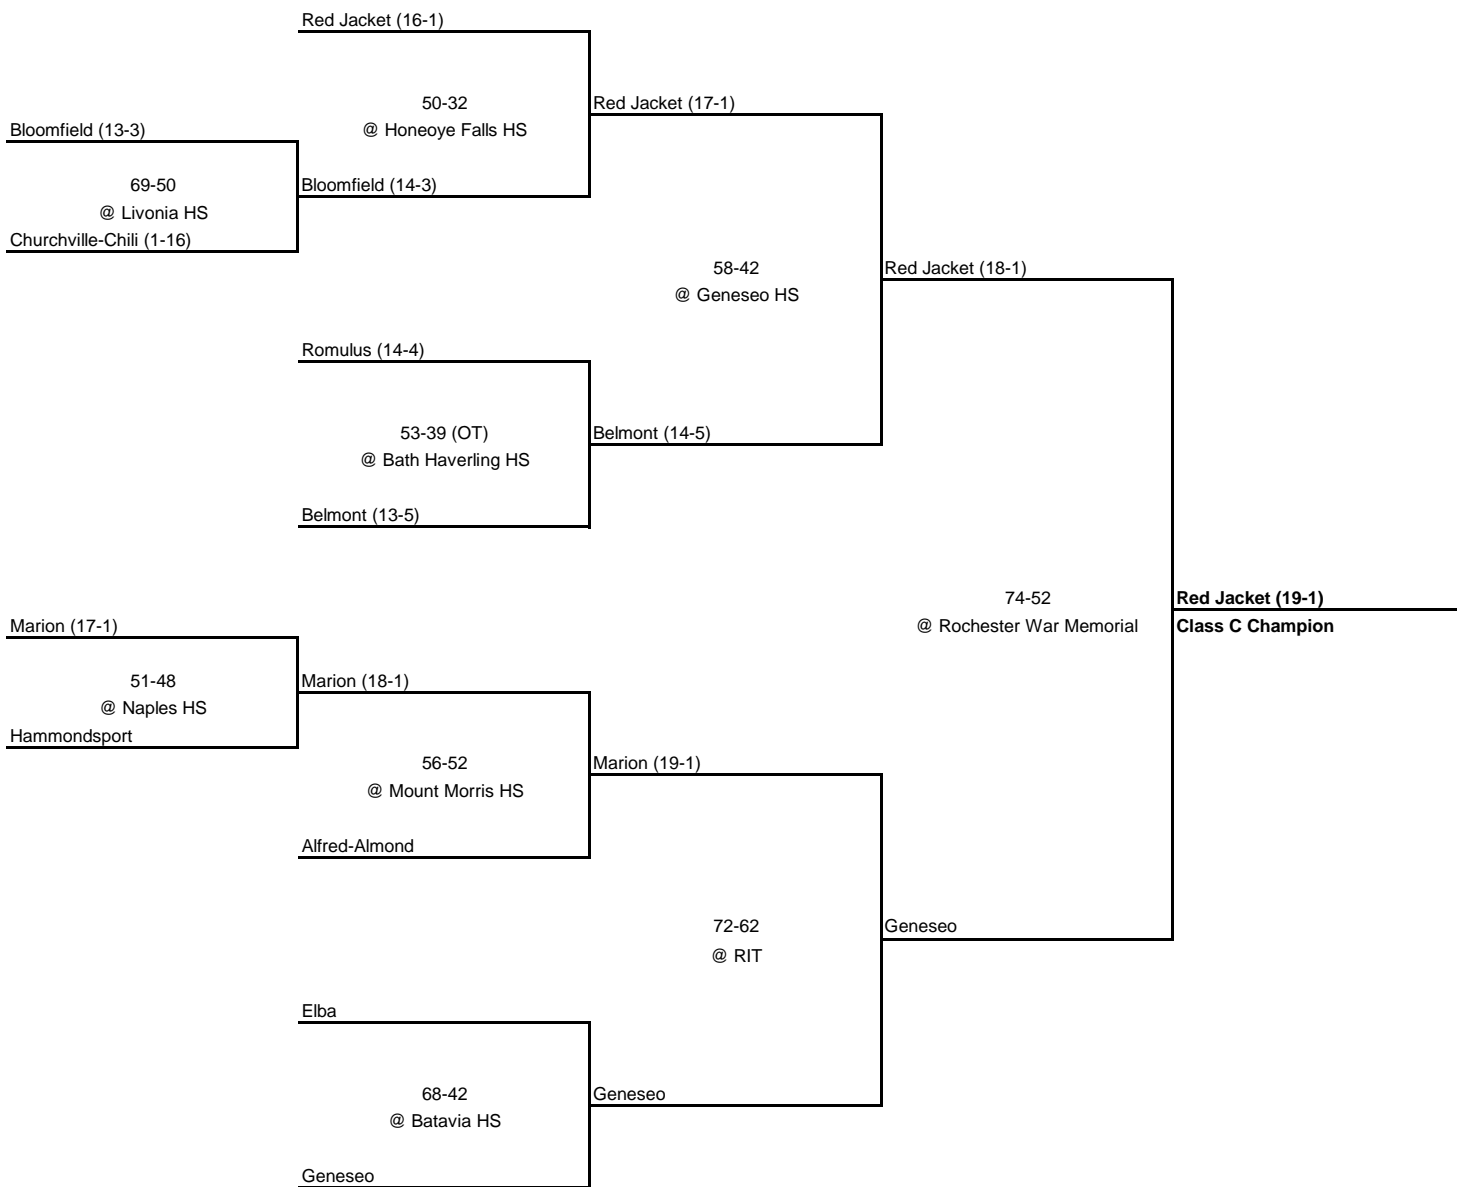 Red Jacket (16-1)
50-32
@ Honeoye Falls HS
Red Jacket (17-1)
Bloomfield (13-3)
69-50
@ Livonia HS
Bloomfield (14-3)
Churchville-Chili (1-16)
58-42
@ Geneseo HS
Red Jacket (18-1)
Romulus (14-4)
53-39 (OT)
@ Bath Haverling HS
Belmont (14-5)
Belmont (13-5)
74-52
@ Rochester War Memorial
Red Jacket (19-1)
Class C Champion
Marion (17-1)
51-48
@ Naples HS
Marion (18-1)
Hammondsport
56-52
@ Mount Morris HS
Marion (19-1)
Alfred-Almond
72-62
@ RIT
Geneseo
Elba
68-42
@ Batavia HS
Geneseo
Geneseo